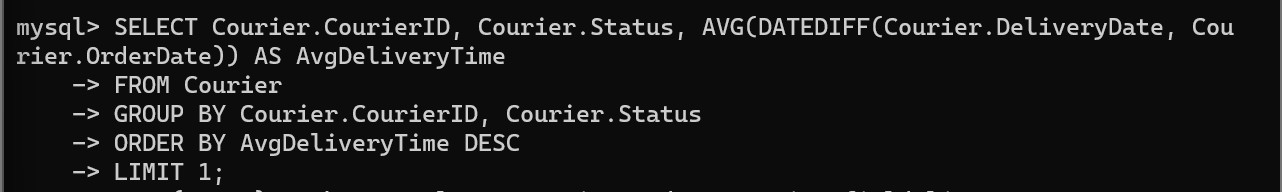 mysql> SELECT Courier.CourierID, Courier.Status, AVG(DATEDIFF(Courier.DeliveryDate, Cou
rier.OrderDate)) AS AvgDeliveryTime
    -> FROM Courier
    -> GROUP BY Courier.CourierID, Courier.Status
    -> ORDER BY AvgDeliveryTime DESC
    -> LIMIT 1;